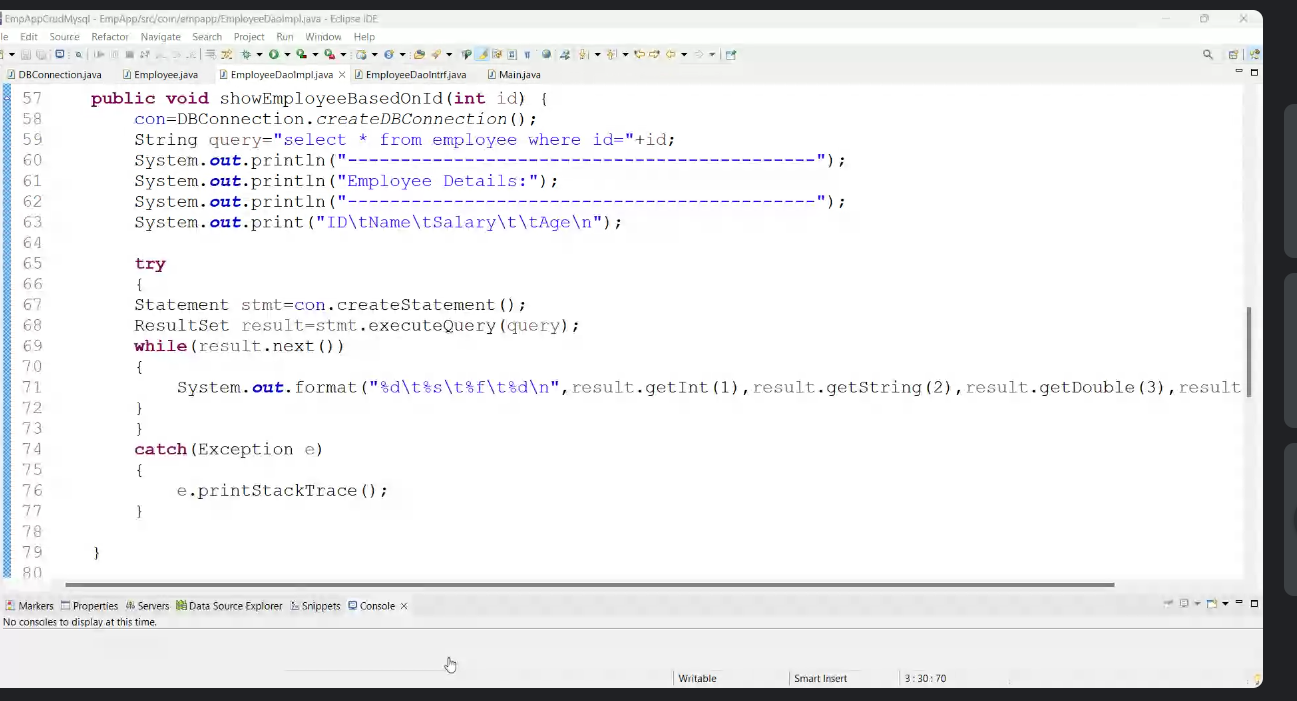 EmpAppCrudMysql - EmpApp/src/com/empapp/EmployeeDaoImpl.java - Eclipse IDE
le Edit Source Refactor Navigate Search Project Run Window Help
DBConnection.java Employee.java EmployeeDaoImpl.java EmployeeDaoIntrf.java Main.java
57 public void showEmployeeBasedOnId(int id) {
58 con=DBConnection.createDBConnection();
59 String query="select * from employee where id="+id;
60 System.out.println("--------------------------------------------");
61 System.out.println("Employee Details:");
62 System.out.println("--------------------------------------------");
63 System.out.print("ID\tName\tSalary\t\tAge\n");
64
65 try
66 {
67 Statement stmt=con.createStatement();
68 ResultSet result=stmt.executeQuery(query);
69 while(result.next())
70 {
71 System.out.format("%d\t%s\t%f\t%d\n",result.getInt(1),result.getString(2),result.getDouble(3),result
72 }
73 }
74 catch(Exception e)
75 {
76 e.printStackTrace();
77 }
78
79 }
80
Markers Properties Servers Data Source Explorer Snippets Console
No consoles to display at this time.
Writable Smart Insert 3 : 30 : 70